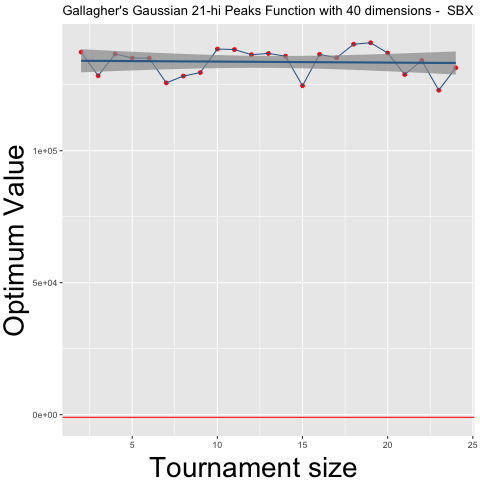 Gallagher's Gaussian 21-hi Peaks Function with 40 dimensions - SBX
Optimum Value
1e+05
5e+04
0e+00
5
10
15
20
25
Tournament size